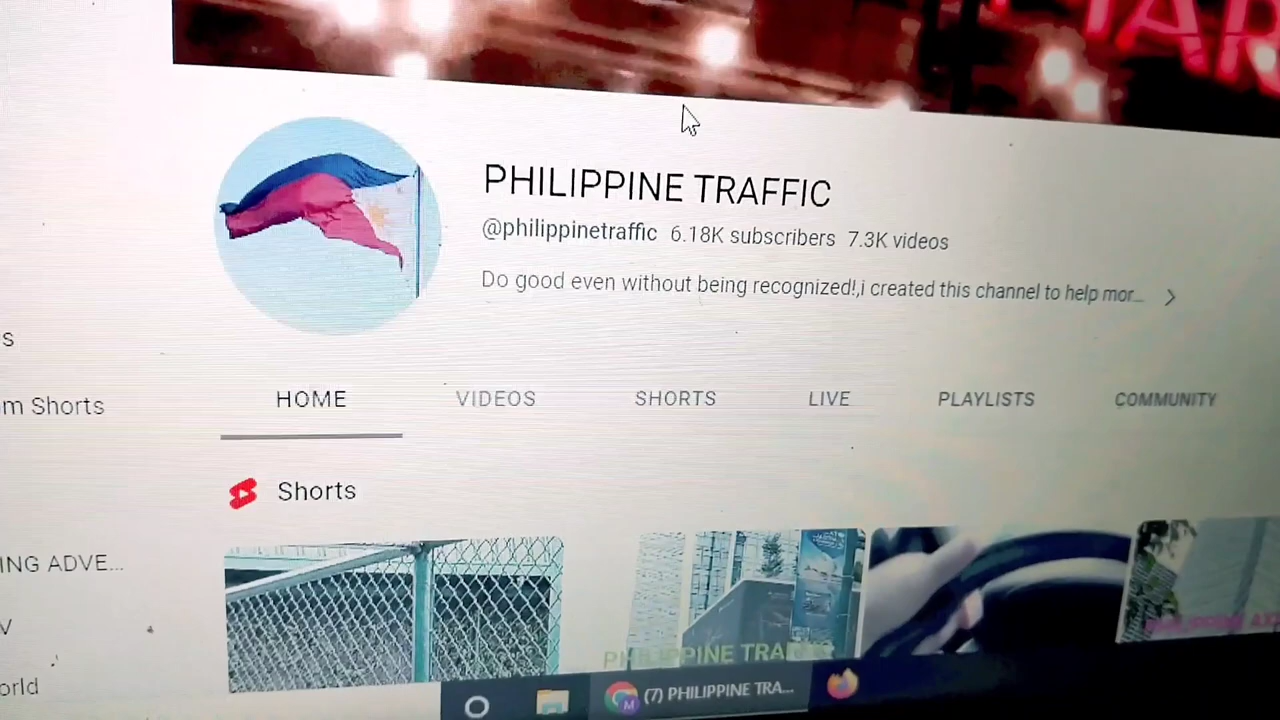 PHILIPPINE TRAFFIC
@philippinetraffic 6.18K subscribers 7.3K videos
Do good even without being recognized!,i created this channel to help mor...
s
m Shorts
HOME VIDEOS SHORTS LIVE PLAYLISTS COMMUNITY
Shorts
ING ADVE...
V
orld
PHILIPPINE TRAFFIC
(7) PHILIPPINE TRA...
M